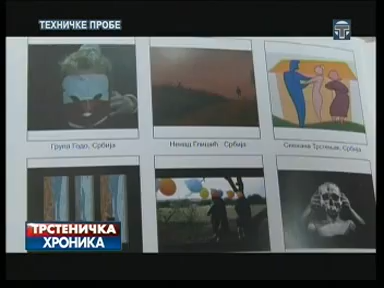 ТЕХНИЧКЕ ПРОБЕ
Група Годо, Србија
Ненад Глишић Србија
Снежана Трстењак, Србија
ТРСТЕНИЧКА
ХРОНИКА